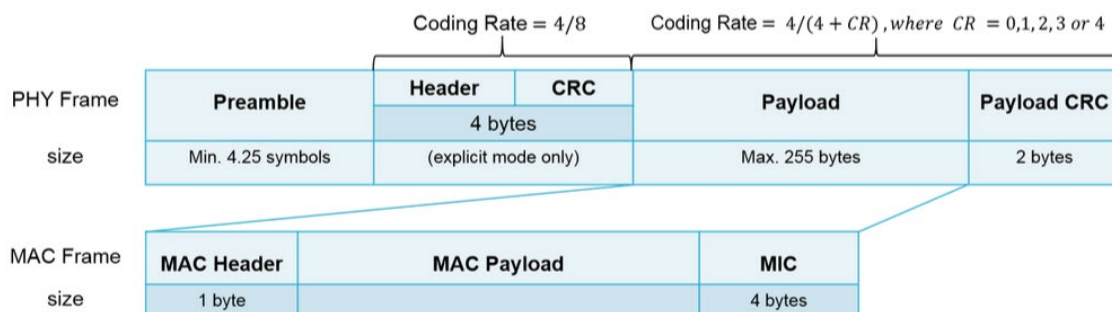 Coding Rate = 4/8 Coding Rate = 4/(4 + CR) , where CR = 0,1,2,3 or 4
PHY Frame Preamble Header CRC Payload Payload CRC
4 bytes
size Min. 4.25 symbols (explicit mode only) Max. 255 bytes 2 bytes
MAC Frame MAC Header MAC Payload MIC
size 1 byte 4 bytes